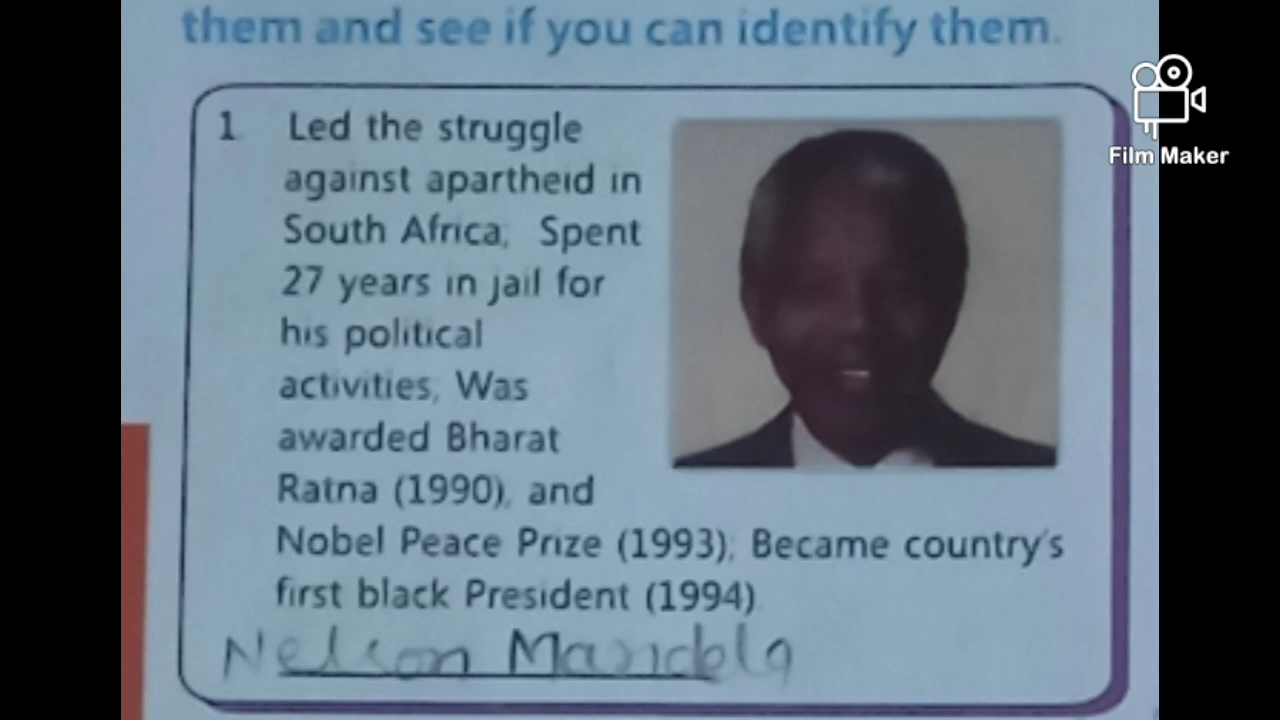 them and see if you can identify them.
1 Led the struggle
against apartheid in
South Africa; Spent
27 years in jail for
his political
activities; Was
awarded Bharat
Ratna (1990), and
Nobel Peace Prize (1993); Became country's
first black President (1994)
Nelson Mandela
Film Maker